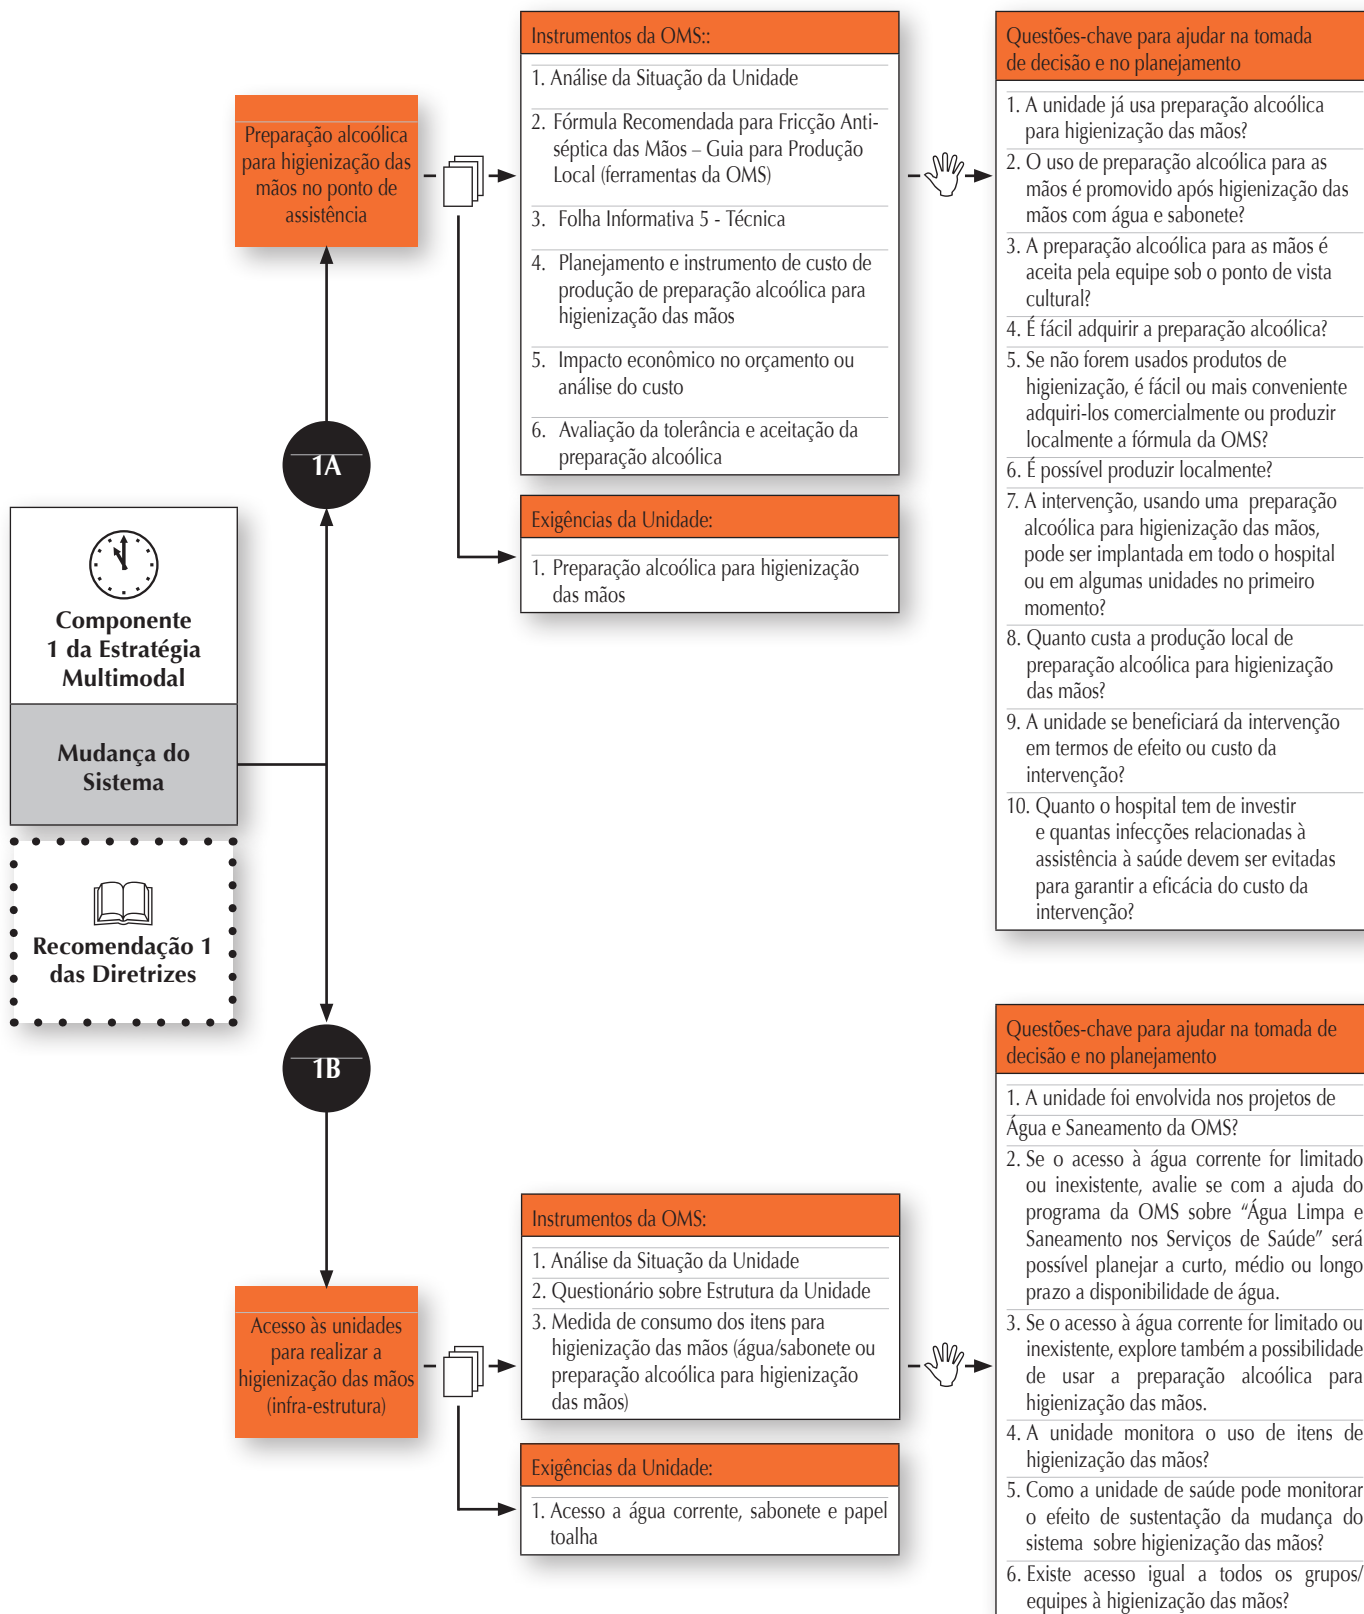 Componente
1 da Estratégia
Multimodal
Mudança do
Sistema
Recomendação 1
das Diretrizes
1A
Preparação alcoólica
para higienização das
mãos no ponto de
assistência
Instrumentos da OMS::
1. Análise da Situação da Unidade
2. Fórmula Recomendada para Fricção Anti-
séptica das Mãos – Guia para Produção
Local (ferramentas da OMS)
3. Folha Informativa 5 - Técnica
4. Planejamento e instrumento de custo de
produção de preparação alcoólica para
higienização das mãos
5. Impacto econômico no orçamento ou
análise do custo
6. Avaliação da tolerância e aceitação da
preparação alcoólica
Exigências da Unidade:
1. Preparação alcoólica para higienização
das mãos
Questões-chave para ajudar na tomada
de decisão e no planejamento
1. A unidade já usa preparação alcoólica
para higienização das mãos?
2. O uso de preparação alcoólica para as
mãos é promovido após higienização das
mãos com água e sabonete?
3. A preparação alcoólica para as mãos é
aceita pela equipe sob o ponto de vista
cultural?
4. É fácil adquirir a preparação alcoólica?
5. Se não forem usados produtos de
higienização, é fácil ou mais conveniente
adquiri-los comercialmente ou produzir
localmente a fórmula da OMS?
6. É possível produzir localmente?
7. A intervenção, usando uma preparação
alcoólica para higienização das mãos,
pode ser implantada em todo o hospital
ou em algumas unidades no primeiro
momento?
8. Quanto custa a produção local de
preparação alcoólica para higienização
das mãos?
9. A unidade se beneficiará da intervenção
em termos de efeito ou custo da
intervenção?
10. Quanto o hospital tem de investir
e quantas infecções relacionadas à
assistência à saúde devem ser evitadas
para garantir a eficácia do custo da
intervenção?
1B
Acesso às unidades
para realizar a
higienização das mãos
(infra-estrutura)
Instrumentos da OMS:
1. Análise da Situação da Unidade
2. Questionário sobre Estrutura da Unidade
3. Medida de consumo dos itens para
higienização das mãos (água/sabonete ou
preparação alcoólica para higienização
das mãos)
Exigências da Unidade:
1. Acesso a água corrente, sabonete e papel
toalha
Questões-chave para ajudar na tomada de
decisão e no planejamento
1. A unidade foi envolvida nos projetos de
Água e Saneamento da OMS?
2. Se o acesso à água corrente for limitado
ou inexistente, avalie se com a ajuda do
programa da OMS sobre “Água Limpa e
Saneamento nos Serviços de Saúde” será
possível planejar a curto, médio ou longo
prazo a disponibilidade de água.
3. Se o acesso à água corrente for limitado ou
inexistente, explore também a possibilidade
de usar a preparação alcoólica para
higienização das mãos.
4. A unidade monitora o uso de itens de
higienização das mãos?
5. Como a unidade de saúde pode monitorar
o efeito de sustentação da mudança do
sistema sobre higienização das mãos?
6. Existe acesso igual a todos os grupos/
equipes à higienização das mãos?